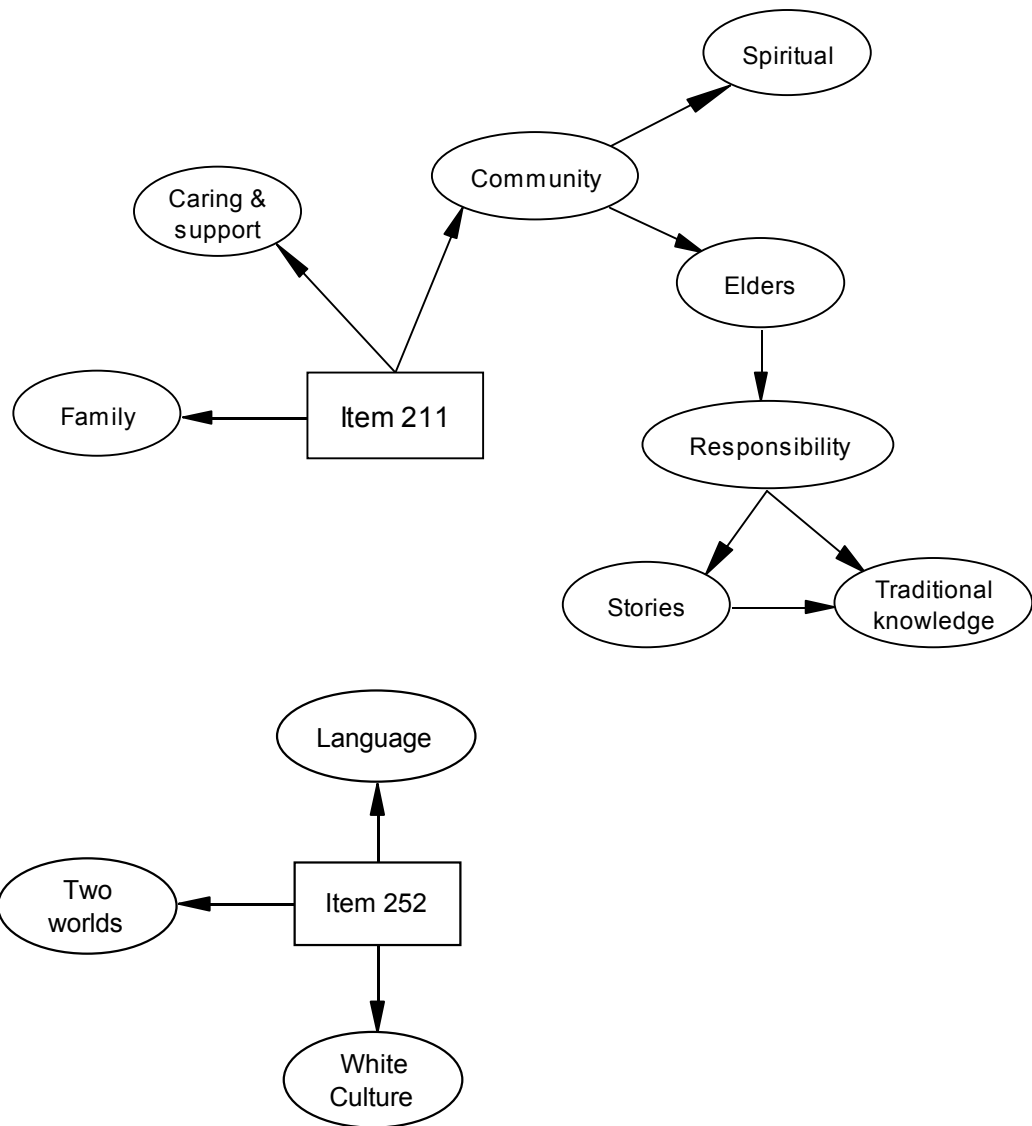 Spiritual
Community
Caring &
support
Elders
Family
Item 211
Responsibility
Stories
Traditional
knowledge
Language
Two
worlds
Item 252
White
Culture